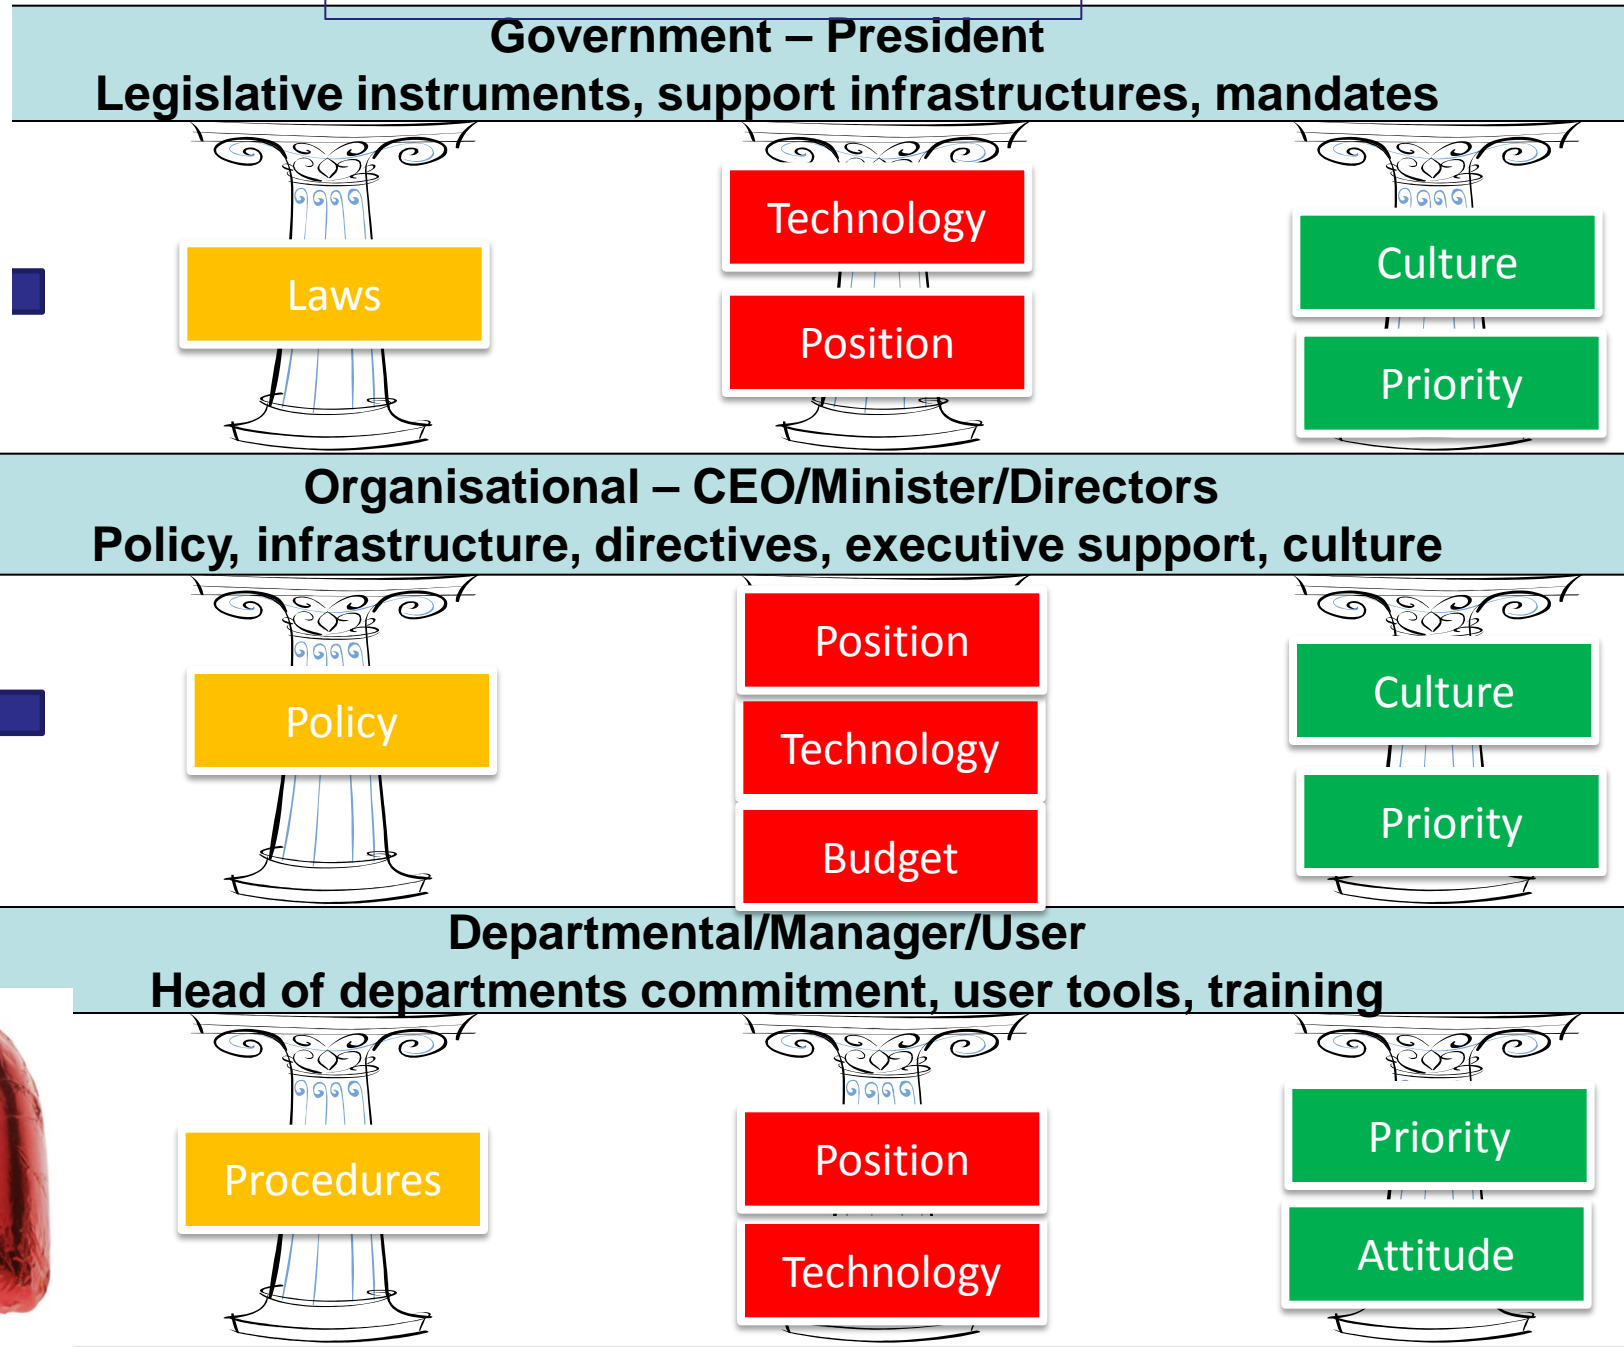 Government – President
Legislative instruments, support infrastructures, mandates
Laws
Technology
Position
Culture
Priority
Organisational – CEO/Minister/Directors
Policy, infrastructure, directives, executive support, culture
Policy
Position
Technology
Budget
Culture
Priority
Departmental/Manager/User
Head of departments commitment, user tools, training
Procedures
Position
Technology
Priority
Attitude